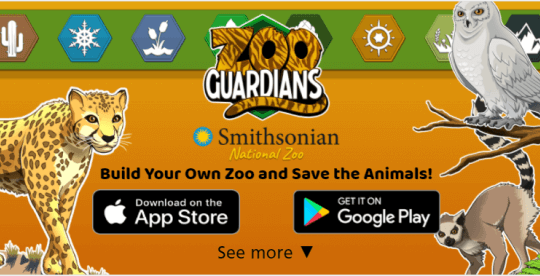 ZOO
GUARDIANS
Smithsonian
National Zoo
Build Your Own Zoo and Save the Animals!
Download on the
App Store
GET IT ON
Google Play
See more ▼